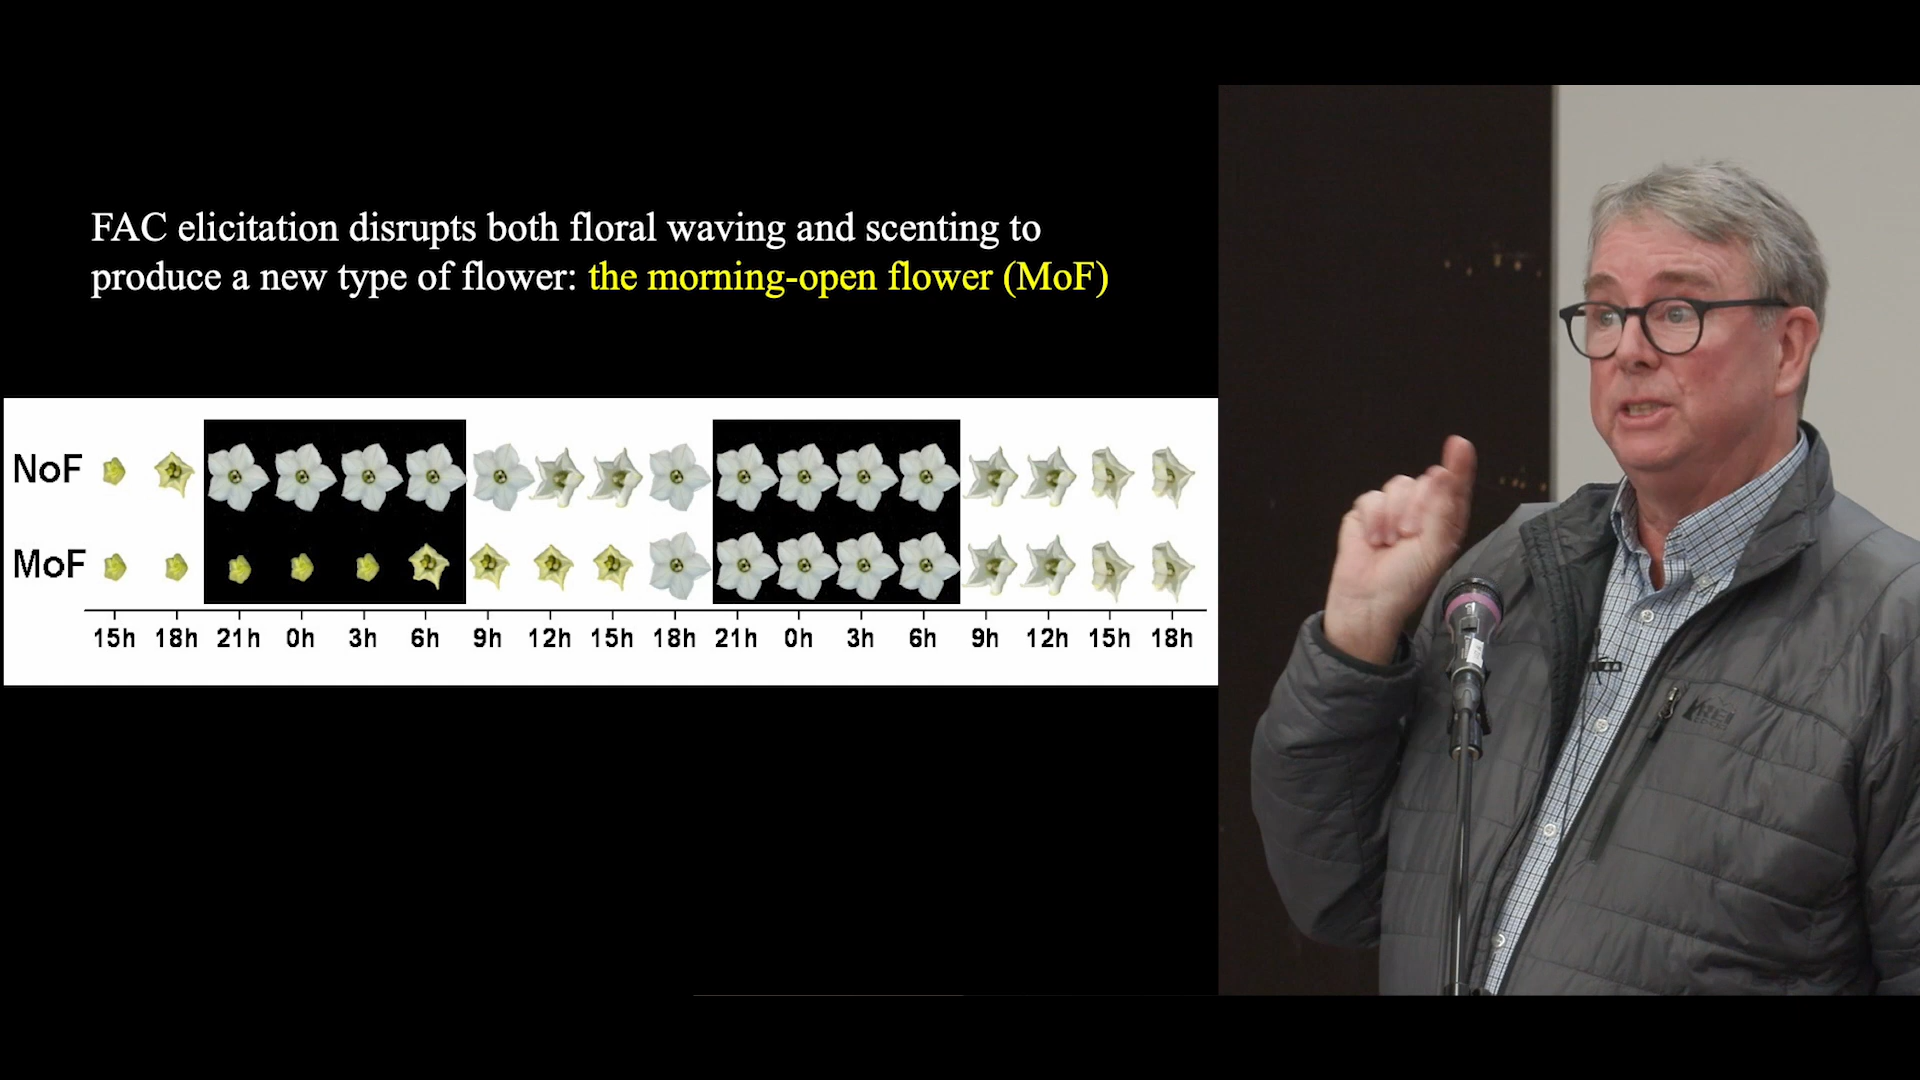 FAC elicitation disrupts both floral waving and scenting to
produce a new type of flower: the morning-open flower (MoF)
NoF
MoF
15h 18h 21h 0h 3h 6h 9h 12h 15h 18h 21h 0h 3h 6h 9h 12h 15h 18h
REI